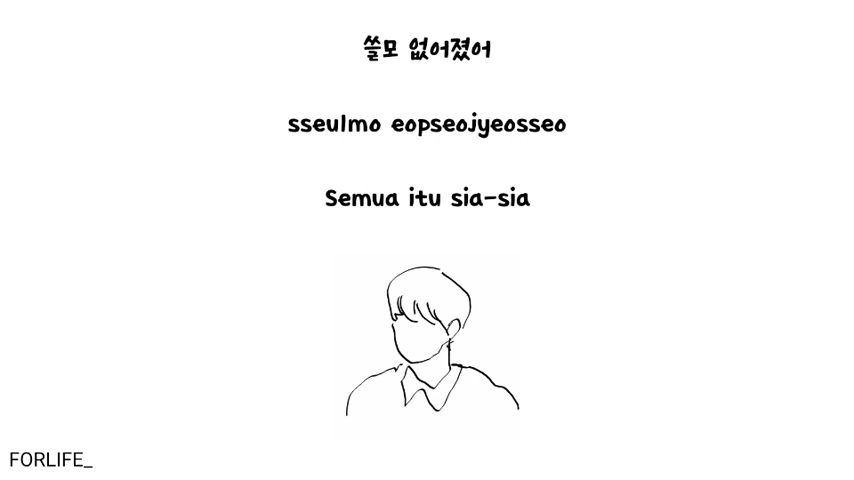 쓸모 없어졌어
sseulmo eopseojyeosseo
Semua itu sia-sia
FORLIFE_